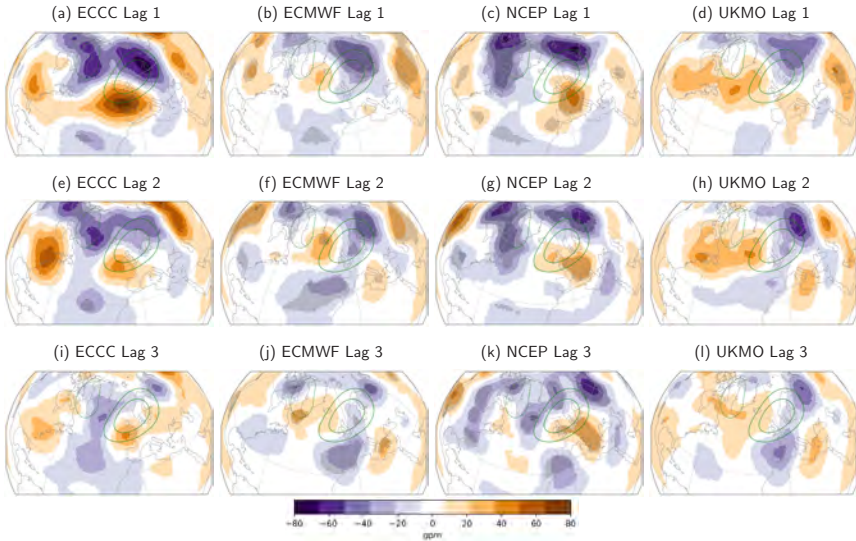 (a) ECCC Lag 1
(b) ECMWF Lag 1
(c) NCEP Lag 1
(d) UKMO Lag 1
(e) ECCC Lag 2
(f) ECMWF Lag 2
(g) NCEP Lag 2
(h) UKMO Lag 2
(i) ECCC Lag 3
(j) ECMWF Lag 3
(k) NCEP Lag 3
(l) UKMO Lag 3
−80 −60 −40 −20 0 20 40 60 80
gpm